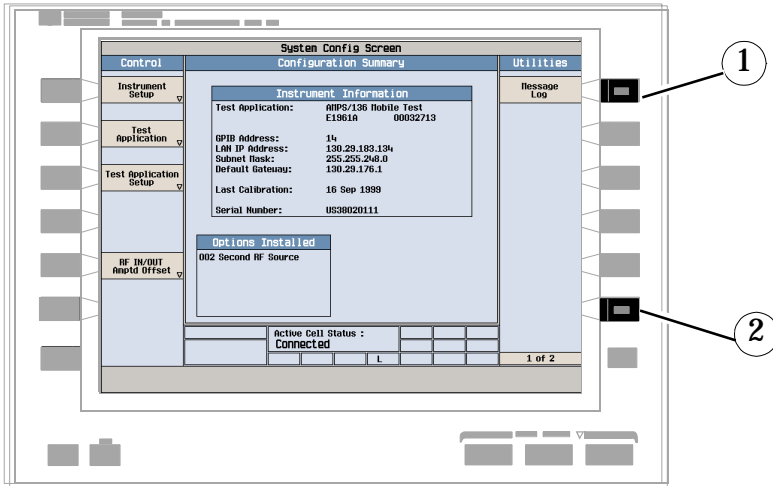 System Config Screen
Control
Configuration Summary
Utilities
Instrument
Setup
Test
Application
Test Application
Setup
RF IN/OUT
Amptd Offset
Instrument Information
Test Application: AMPS/136 Mobile Test
E1961A 00032713
GPIB Address: 14
LAN IP Address: 130.29.183.134
Subnet Mask: 255.255.248.0
Default Gateway: 130.29.176.1
Last Calibration: 16 Sep 1999
Serial Number: US38020111
Options Installed
002 Second RF Source
Active Cell Status :
Connected
L
Message
Log
1 of 2
1
2